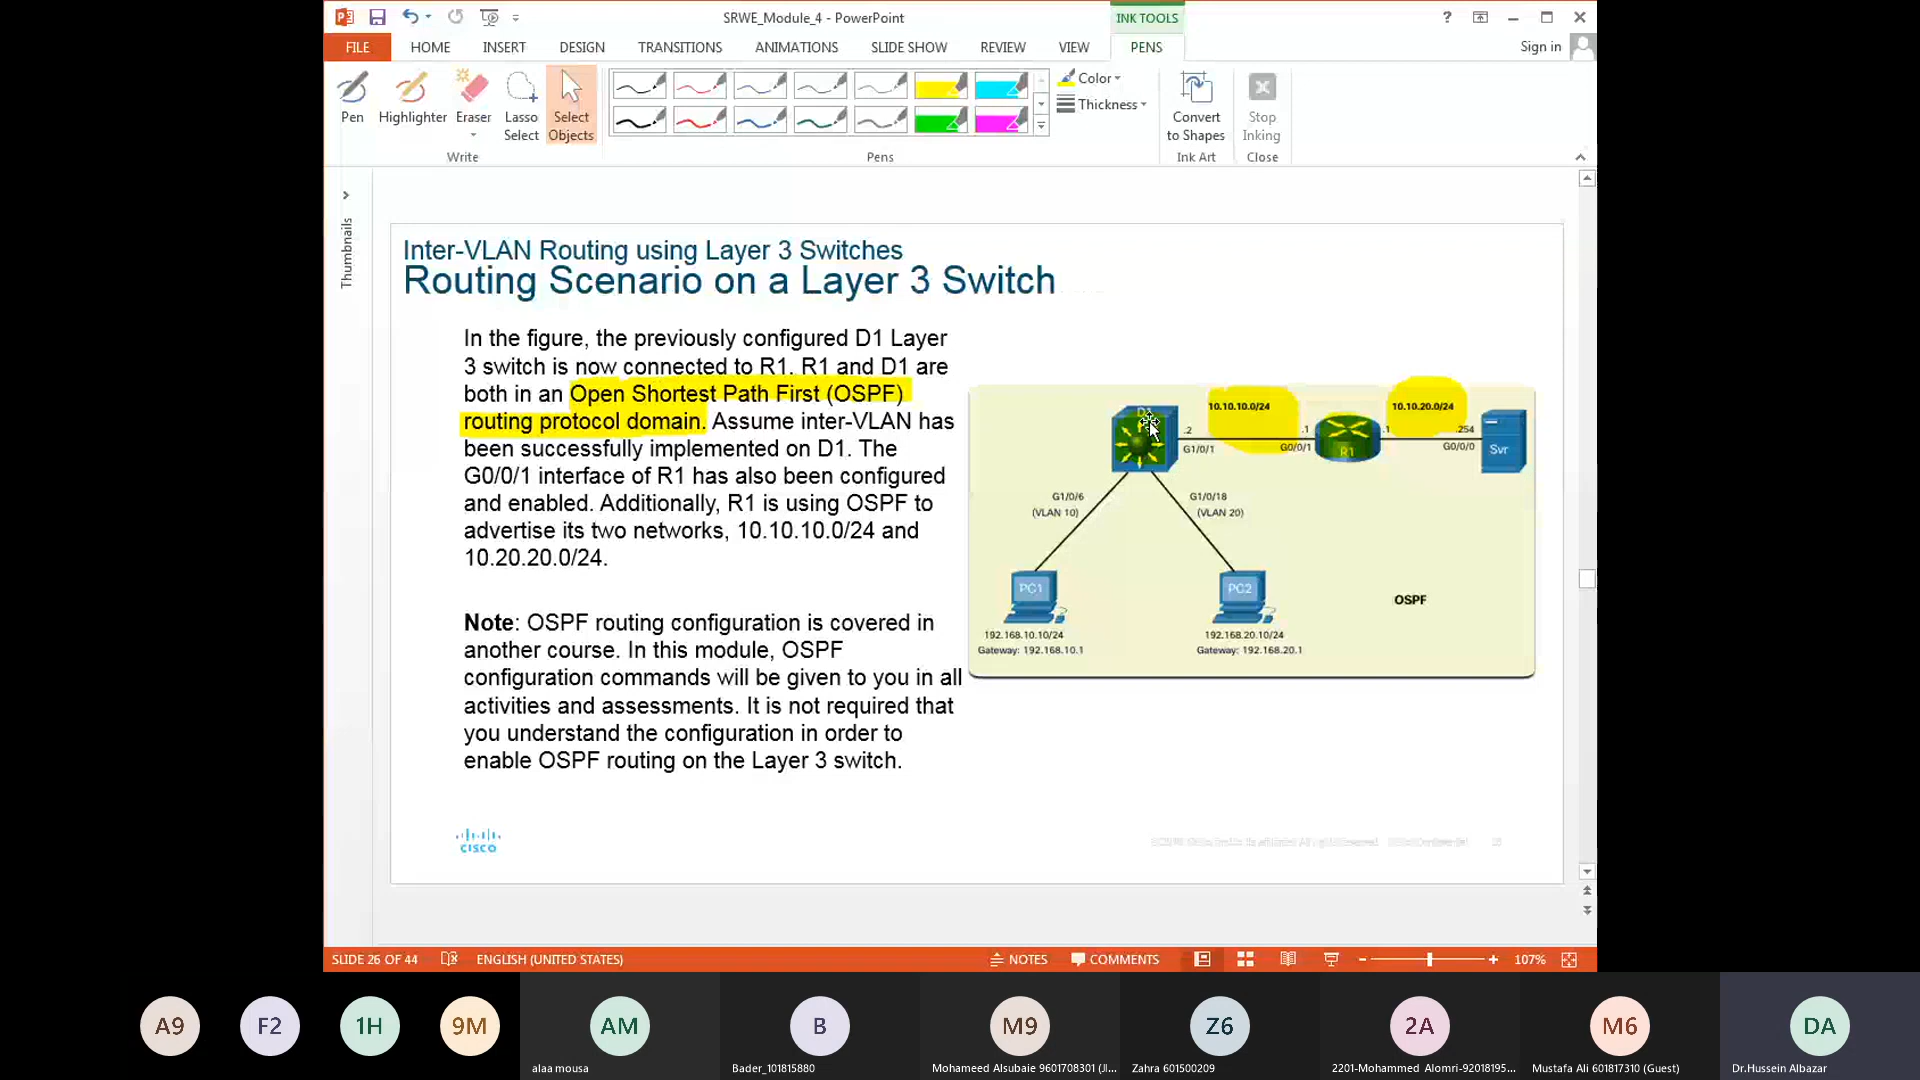 SRWE_Module_4 - PowerPoint
INK TOOLS
?
FILE
HOME
INSERT
DESIGN
TRANSITIONS
ANIMATIONS
SLIDE SHOW
REVIEW
VIEW
PENS
Sign in
Pen
Highlighter
Eraser
Lasso
Select
Select
Objects
Color
Thickness
Convert
to Shapes
Stop
Inking
Write
Pens
Ink Art
Close
Thumbnails
Inter-VLAN Routing using Layer 3 Switches
Routing Scenario on a Layer 3 Switch
In the figure, the previously configured D1 Layer
3 switch is now connected to R1. R1 and D1 are
both in an Open Shortest Path First (OSPF)
routing protocol domain. Assume inter-VLAN has
been successfully implemented on D1. The
G0/0/1 interface of R1 has also been configured
and enabled. Additionally, R1 is using OSPF to
advertise its two networks, 10.10.10.0/24 and
10.20.20.0/24.
Note: OSPF routing configuration is covered in
another course. In this module, OSPF
configuration commands will be given to you in all
activities and assessments. It is not required that
you understand the configuration in order to
enable OSPF routing on the Layer 3 switch.
10.10.10.0/24
10.10.20.0/24
.2
.1
.1
.254
G1/0/1
G0/0/1
R1
G0/0/0
Svr
G1/0/6
(VLAN 10)
G1/0/18
(VLAN 20)
PC1
PC2
OSPF
192.168.10.10/24
Gateway: 192.168.10.1
192.168.20.10/24
Gateway: 192.168.20.1
CISCO
SLIDE 26 OF 44
ENGLISH (UNITED STATES)
NOTES
COMMENTS
107%
A9
F2
1H
9M
AM
B
M9
Z6
2A
M6
DA
alaa mousa
Bader_101815880
Mohameed Alsubaie 9601708301 (JI...
Zahra 601500209
2201-Mohammed Alomri-92018195...
Mustafa Ali 601817310 (Guest)
Dr.Hussein Albazar